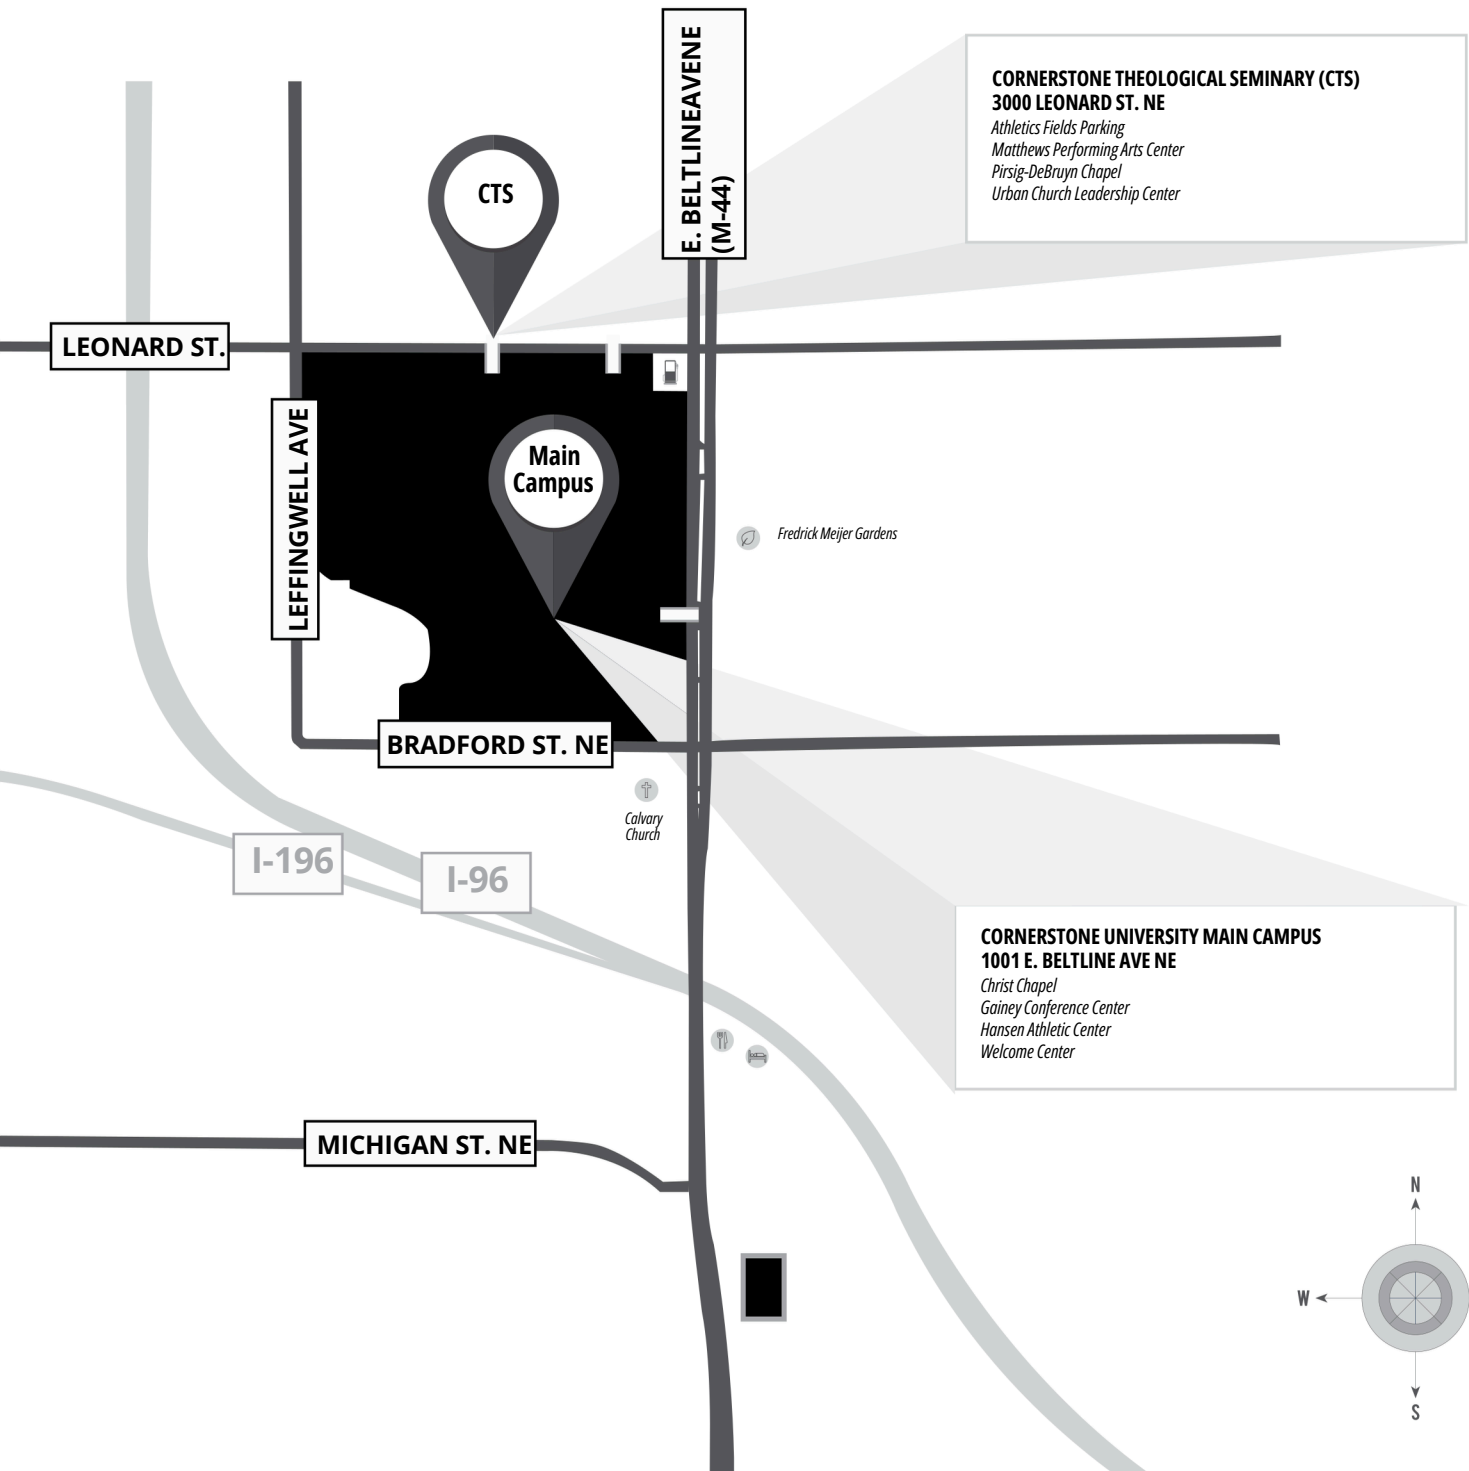 E. BELTLINEAVENE
(M-44)
CORNERSTONE THEOLOGICAL SEMINARY (CTS)
3000 LEONARD ST. NE
Athletics Fields Parking
Matthews Performing Arts Center
Pirsig-DeBruyn Chapel
Urban Church Leadership Center
CTS
LEONARD ST.
LEFFINGWELL AVE
Main
Campus
Fredrick Meijer Gardens
BRADFORD ST. NE
Calvary
Church
I-196
I-96
CORNERSTONE UNIVERSITY MAIN CAMPUS
1001 E. BELTLINE AVE NE
Christ Chapel
Gainey Conference Center
Hansen Athletic Center
Welcome Center
MICHIGAN ST. NE
N
W
S